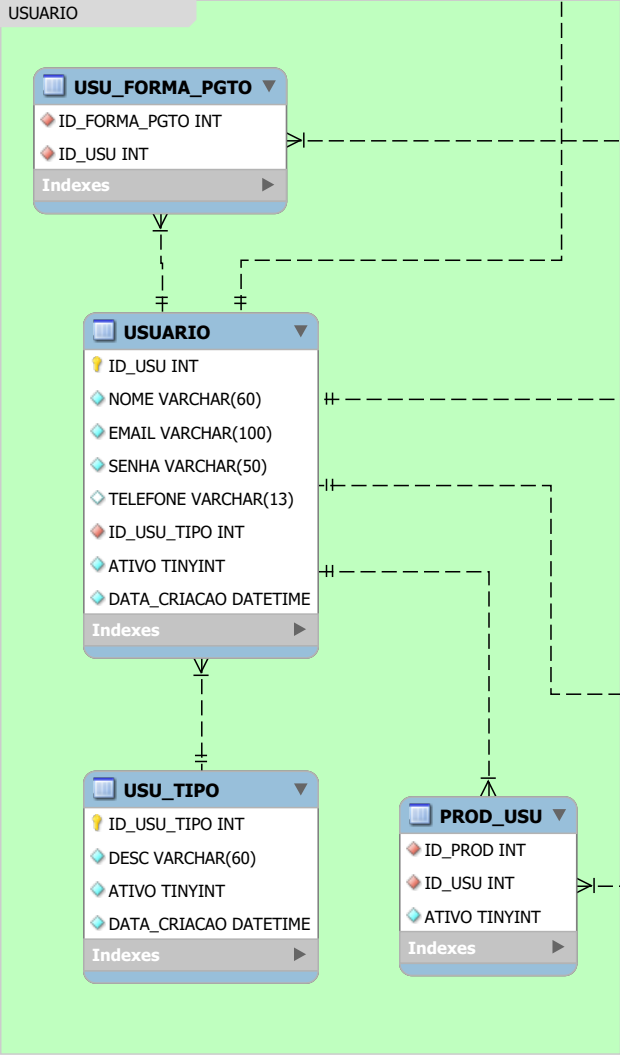 USUARIO
USU_FORMA_PGTO
ID_FORMA_PGTO INT
ID_USU INT
Indexes
USUARIO
ID_USU INT
NOME VARCHAR(60)
EMAIL VARCHAR(100)
SENHA VARCHAR(50)
TELEFONE VARCHAR(13)
ID_USU_TIPO INT
ATIVO TINYINT
DATA_CRIACAO DATETIME
Indexes
USU_TIPO
ID_USU_TIPO INT
DESC VARCHAR(60)
ATIVO TINYINT
DATA_CRIACAO DATETIME
Indexes
PROD_USU
ID_PROD INT
ID_USU INT
ATIVO TINYINT
Indexes